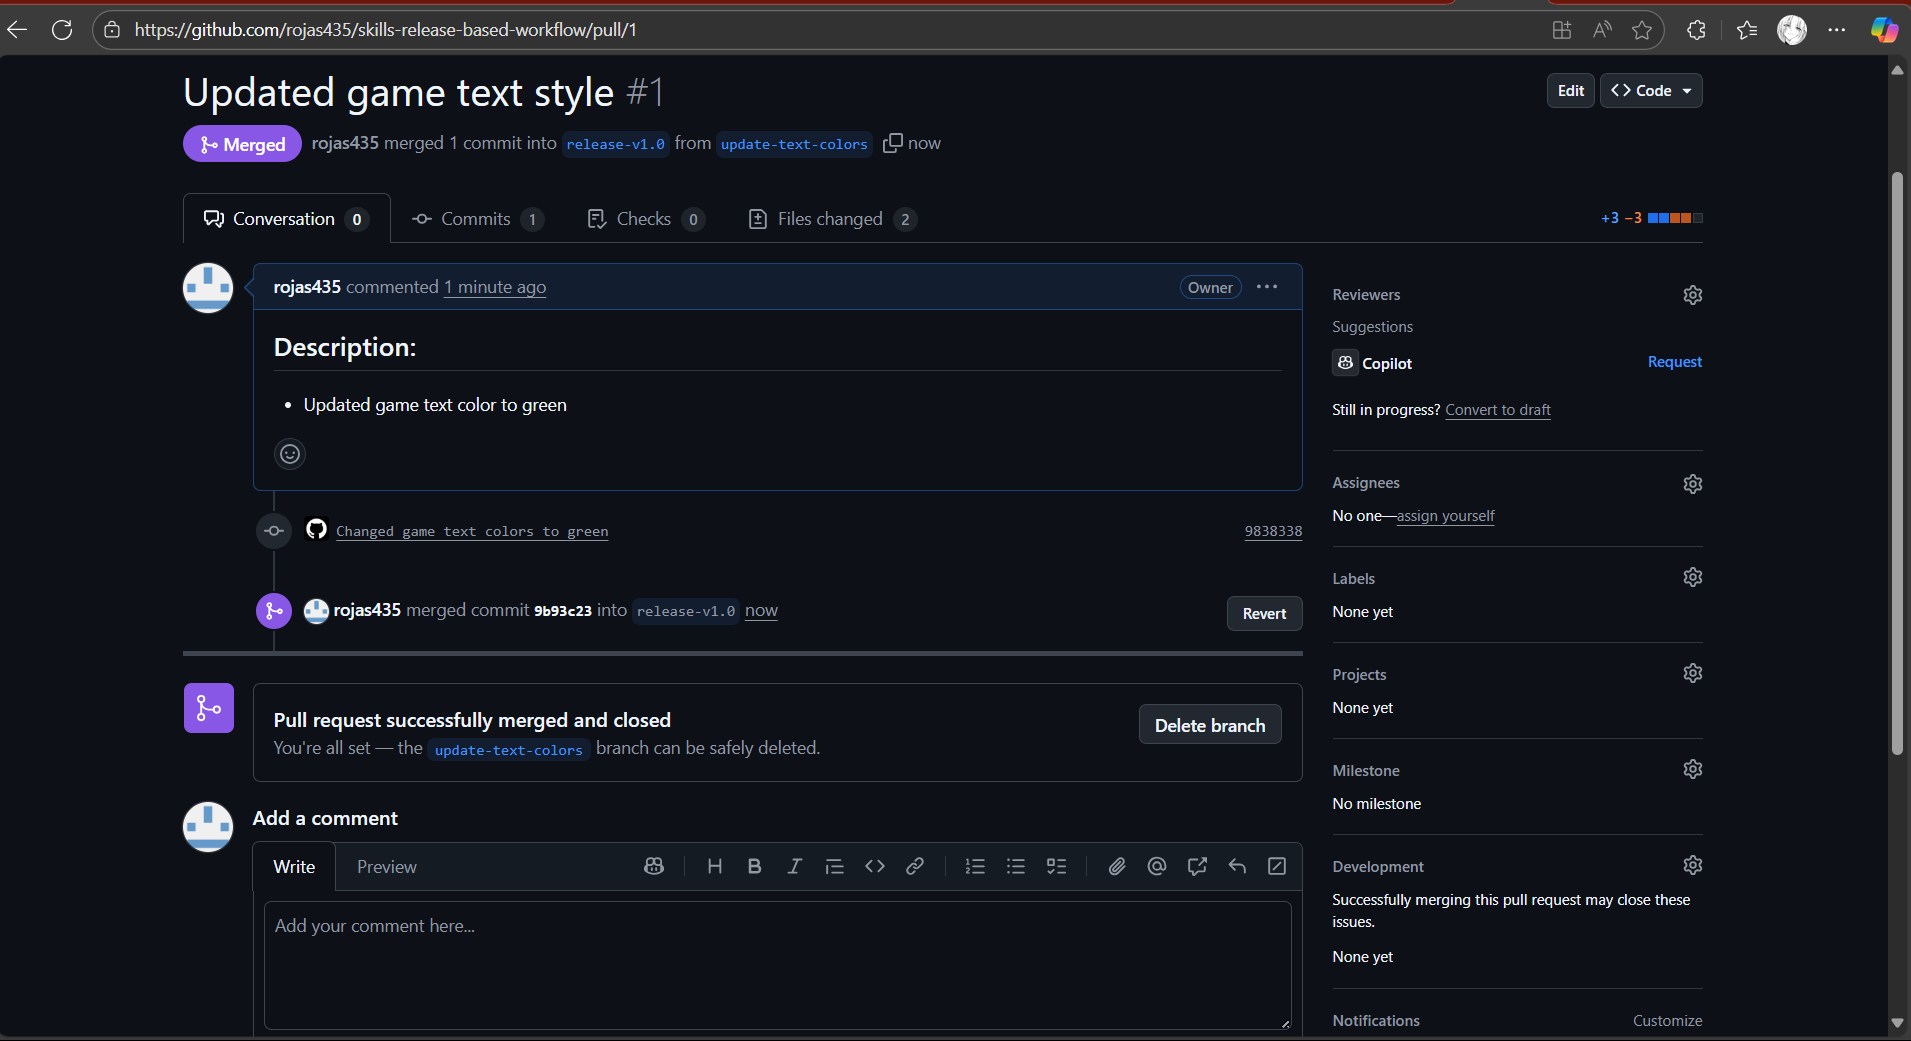 https://github.com/rojas435/skills-release-based-workflow/pull/1
Updated game text style #1
Edit
Code
Merged
rojas435 merged 1 commit into release-v1.0 from update-text-colors now
Conversation 0
Commits 1
Checks 0
Files changed 2
+3 −3
rojas435 commented 1 minute ago
Owner
Description:
• Updated game text color to green
Changed game text colors to green
9838338
rojas435 merged commit 9b93c23 into release-v1.0 now
Revert
Pull request successfully merged and closed
You're all set — the update-text-colors branch can be safely deleted.
Delete branch
Add a comment
Write
Preview
Add your comment here...
Reviewers
Suggestions
Copilot
Request
Still in progress? Convert to draft
Assignees
No one—assign yourself
Labels
None yet
Projects
None yet
Milestone
No milestone
Development
Successfully merging this pull request may close these
issues.
None yet
Notifications
Customize